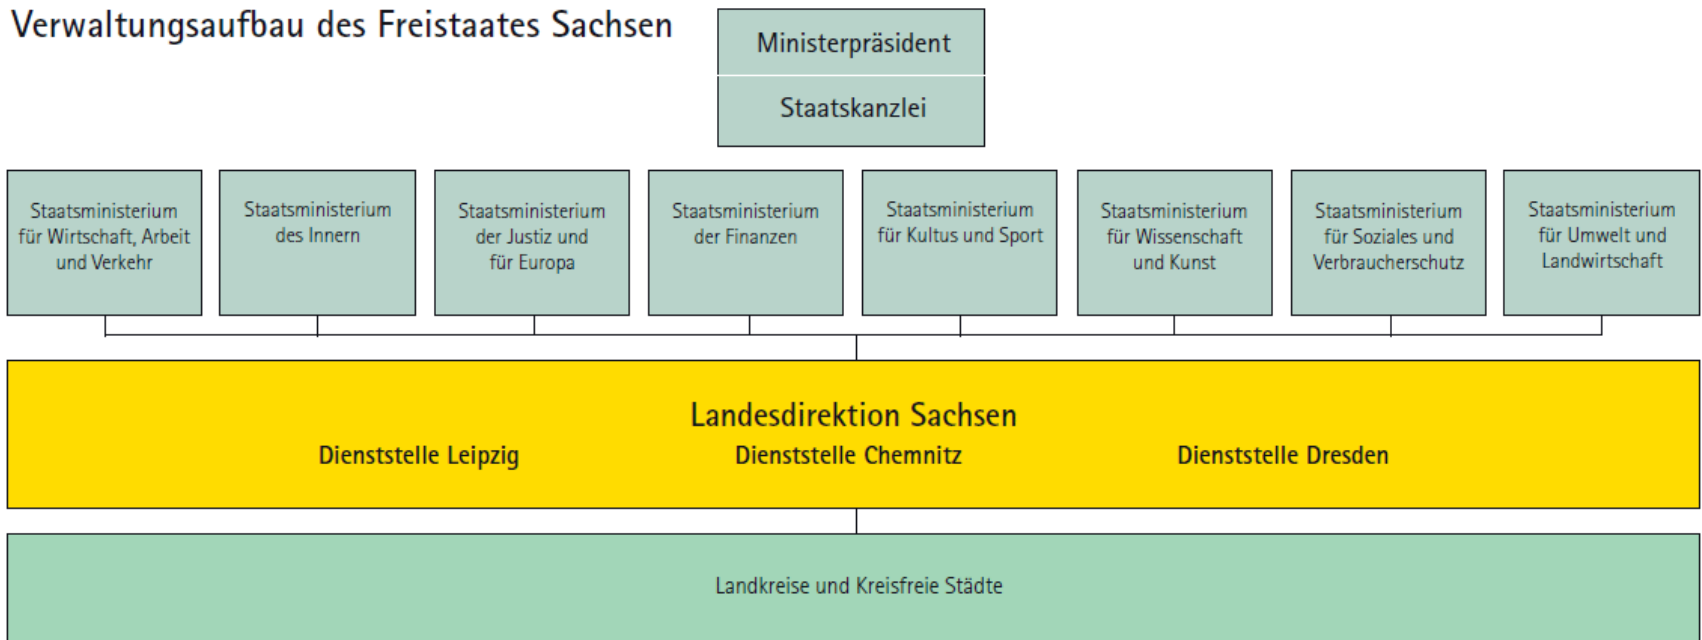 Verwaltungsaufbau des Freistaates Sachsen
Ministerpräsident
Staatskanzlei
Staatsministerium
für Wirtschaft, Arbeit
und Verkehr
Staatsministerium
des Innern
Staatsministerium
der Justiz und
für Europa
Staatsministerium
der Finanzen
Staatsministerium
für Kultus und Sport
Staatsministerium
für Wissenschaft
und Kunst
Staatsministerium
für Soziales und
Verbraucherschutz
Staatsministerium
für Umwelt und
Landwirtschaft
Landesdirektion Sachsen
Dienststelle Leipzig
Dienststelle Chemnitz
Dienststelle Dresden
Landkreise und Kreisfreie Städte